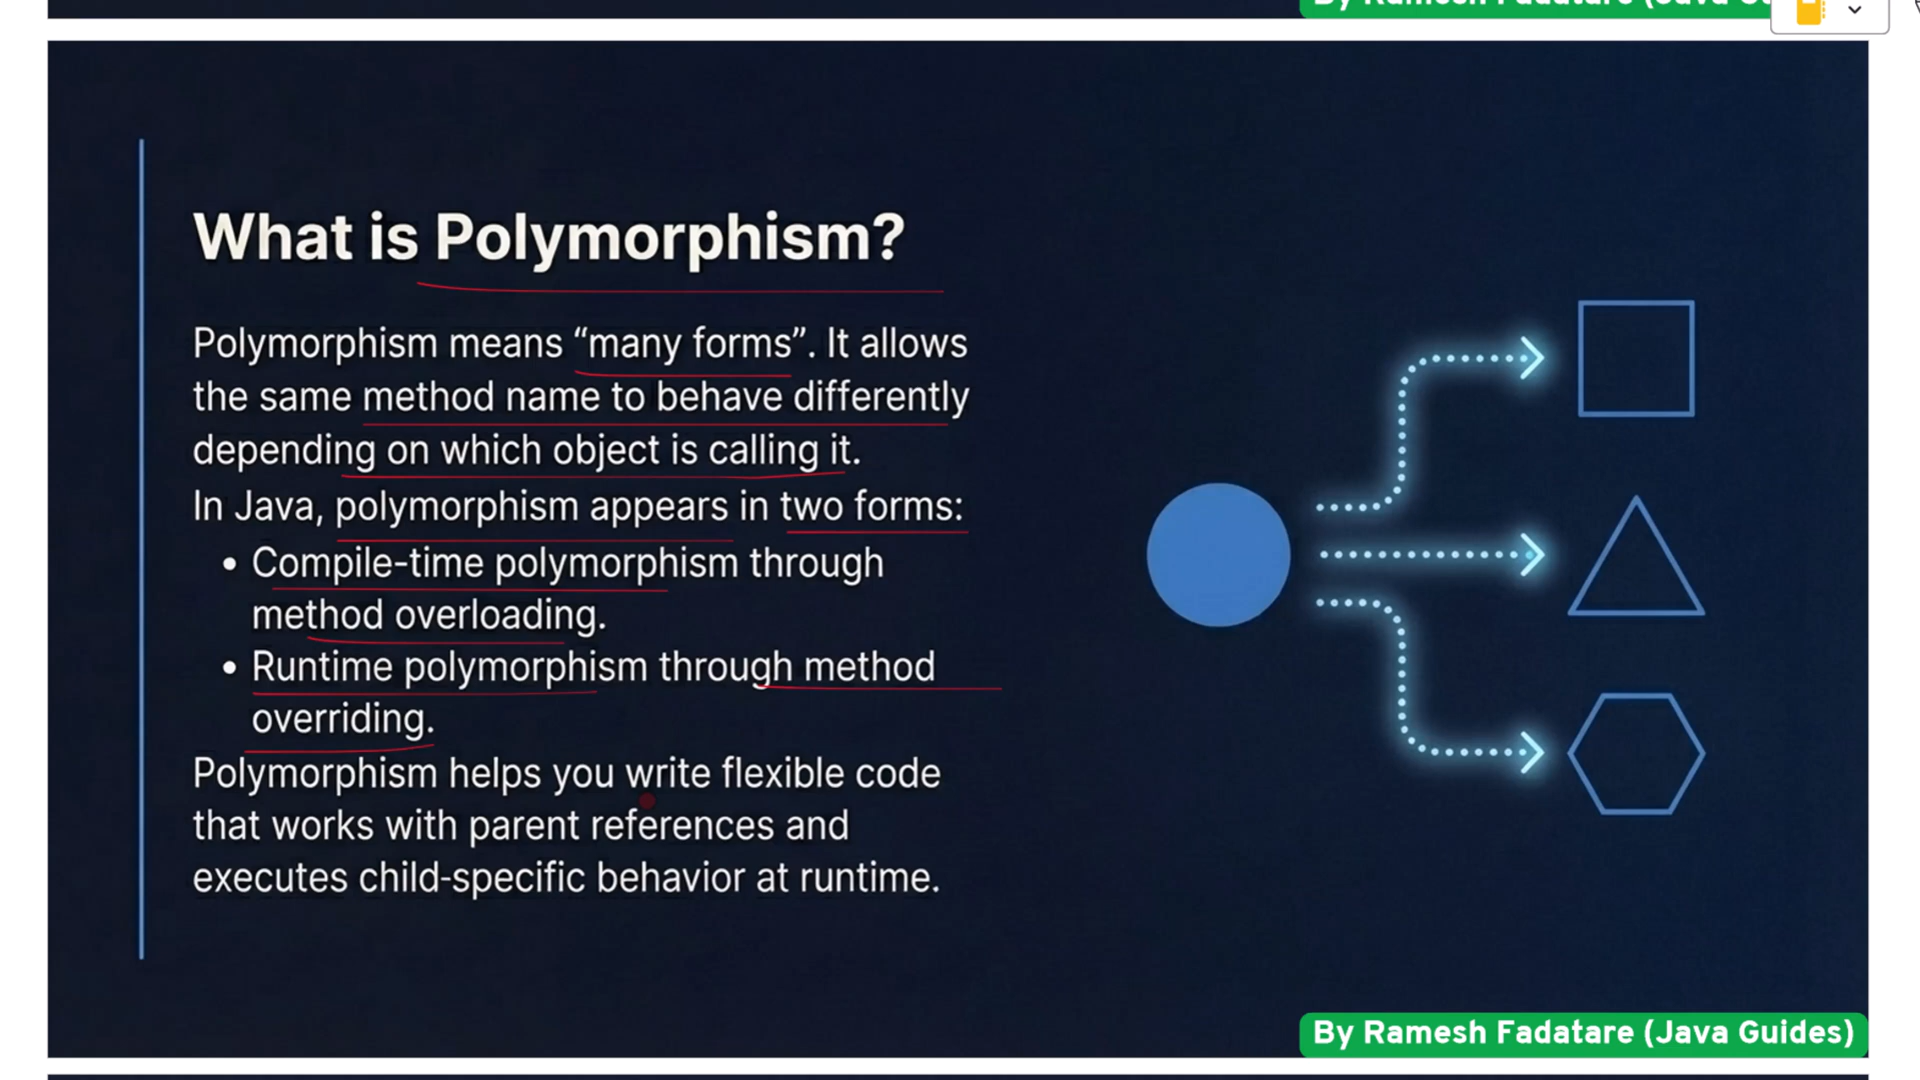 What is Polymorphism?
Polymorphism means “many forms”. It allows
the same method name to behave differently
depending on which object is calling it.
In Java, polymorphism appears in two forms:
• Compile-time polymorphism through
method overloading.
• Runtime polymorphism through method
overriding.
Polymorphism helps you write flexible code
that works with parent references and
executes child-specific behavior at runtime.
By Ramesh Fadatare (Java Guides)